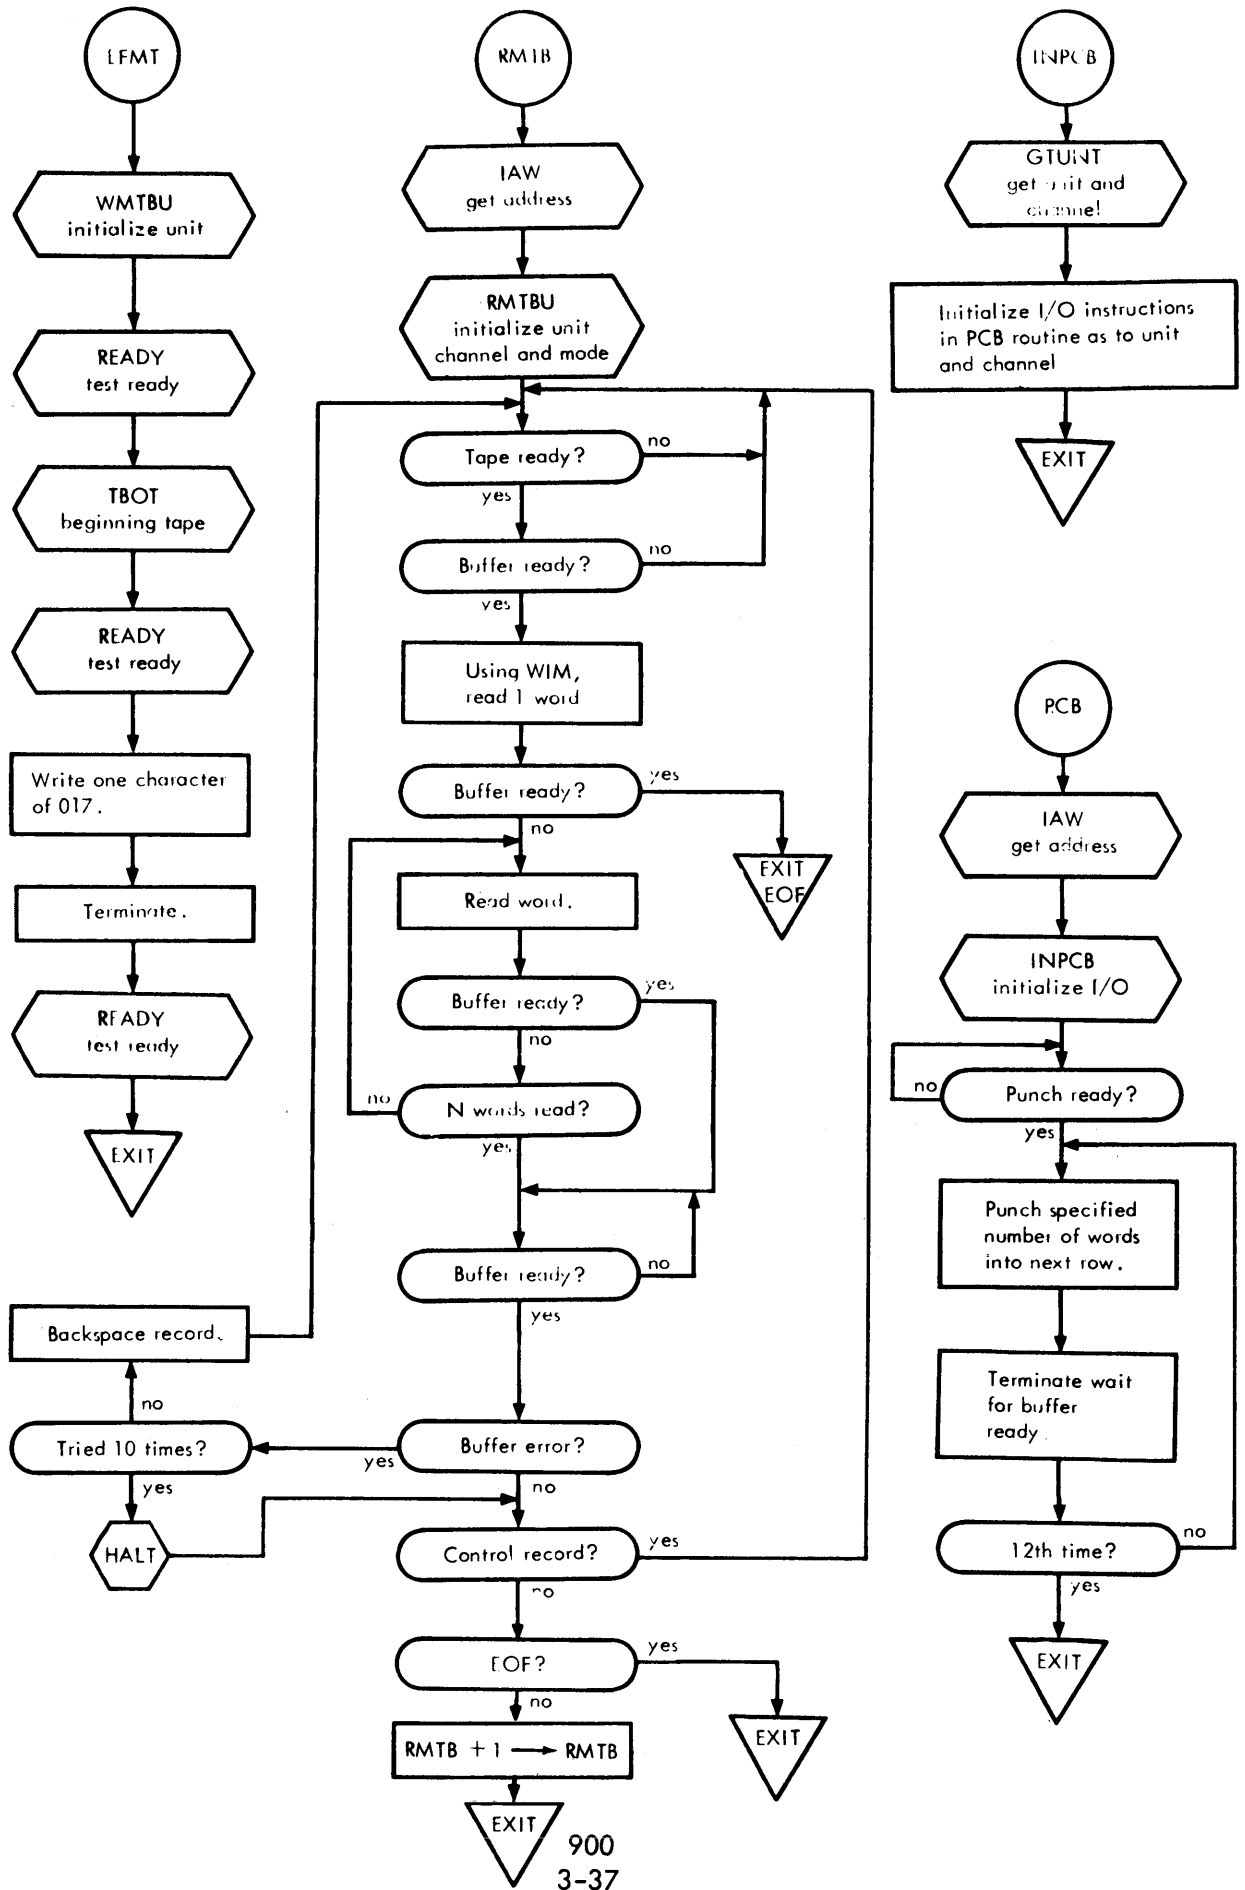 LFMT
WMTBU
initialize unit
READY
test ready
TBOT
beginning tape
READY
test ready
Write one character
of 017.
Terminate.
READY
test ready
EXIT
Backspace record.
no
Tried 10 times?
yes
HALT
RMTB
IAW
get address
RMTBU
initialize unit
channel and mode
Tape ready?
no
yes
Buffer ready?
no
yes
Using WIM,
read 1 word
Buffer ready?
yes
no
EXIT
EOF
Read word.
Buffer ready?
yes
no
N words read?
no
yes
Buffer ready?
no
yes
Buffer error?
yes
no
Control record?
yes
no
EOF?
yes
no
EXIT
RMTB + 1 → RMTB
EXIT
INPCB
GTUNT
get unit and
channel
Initialize I/O instructions
in PCB routine as to unit
and channel
EXIT
PCB
IAW
get address
INPCB
initialize I/O
Punch ready?
no
yes
Punch specified
number of words
into next row.
Terminate wait
for buffer
ready.
12th time?
no
yes
EXIT
900
3-37